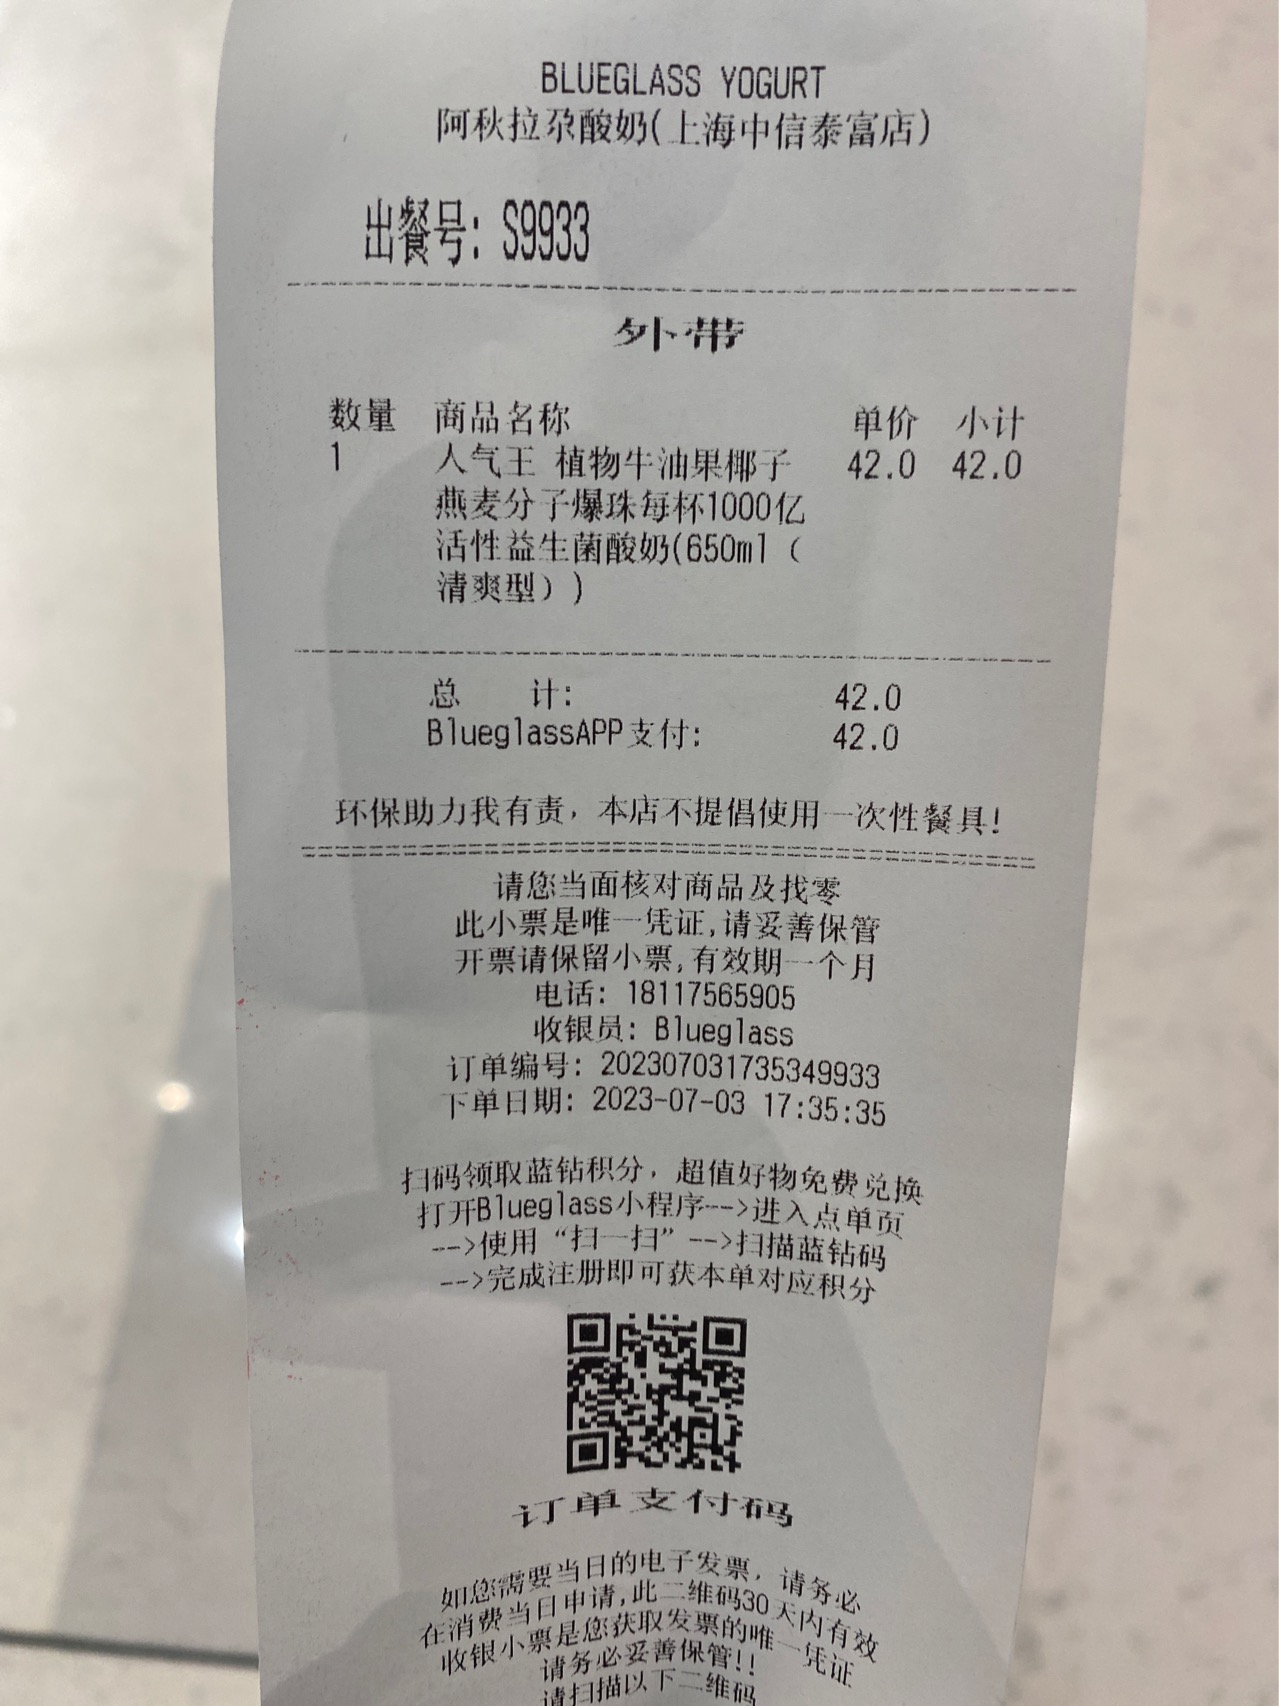 BLUEGLASS YOGURT
阿秋拉尕酸奶(上海中信泰富店)
出餐号: S9933
外带
数量 商品名称 单价 小计
1 人气王 植物牛油果椰子 42.0 42.0
燕麦分子爆珠每杯1000亿
活性益生菌酸奶(650ml（
清爽型）)
总 计: 42.0
BlueglassAPP支付: 42.0
环保助力我有责，本店不提倡使用一次性餐具!
请您当面核对商品及找零
此小票是唯一凭证,请妥善保管
开票请保留小票,有效期一个月
电话: 18117565905
收银员: Blueglass
订单编号: 202307031735349933
下单日期: 2023-07-03 17:35:35
扫码领取蓝钻积分，超值好物免费兑换
打开Blueglass小程序-->进入点单页
-->使用“扫一扫”-->扫描蓝钻码
-->完成注册即可获本单对应积分
订单支付码
如您需要当日的电子发票，请务必
在消费当日申请,此二维码30天内有效
收银小票是您获取发票的唯一凭证
请务必妥善保管!!
请扫描以下二维码